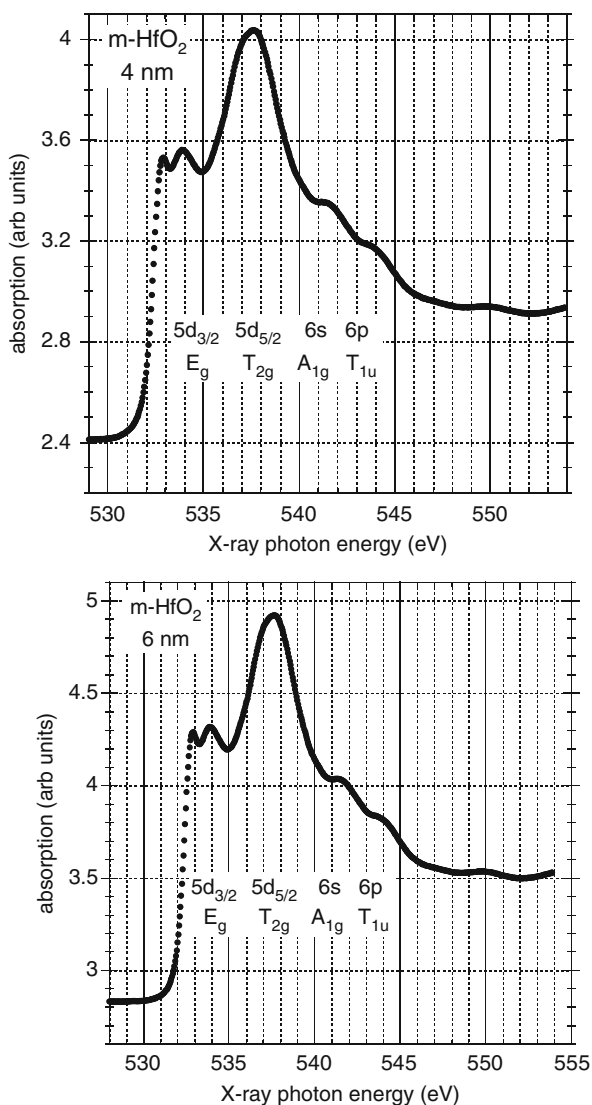 4
m-HfO2
4 nm
3.6
3.2
2.8
2.4
absorption (arb units)
5d3/2 5d5/2 6s 6p
Eg T2g A1g T1u
530 535 540 545 550
X-ray photon energy (eV)
5
m-HfO2
6 nm
4.5
4
3.5
3
absorption (arb units)
5d3/2 5d5/2 6s 6p
Eg T2g A1g T1u
530 535 540 545 550 555
X-ray photon energy (eV)